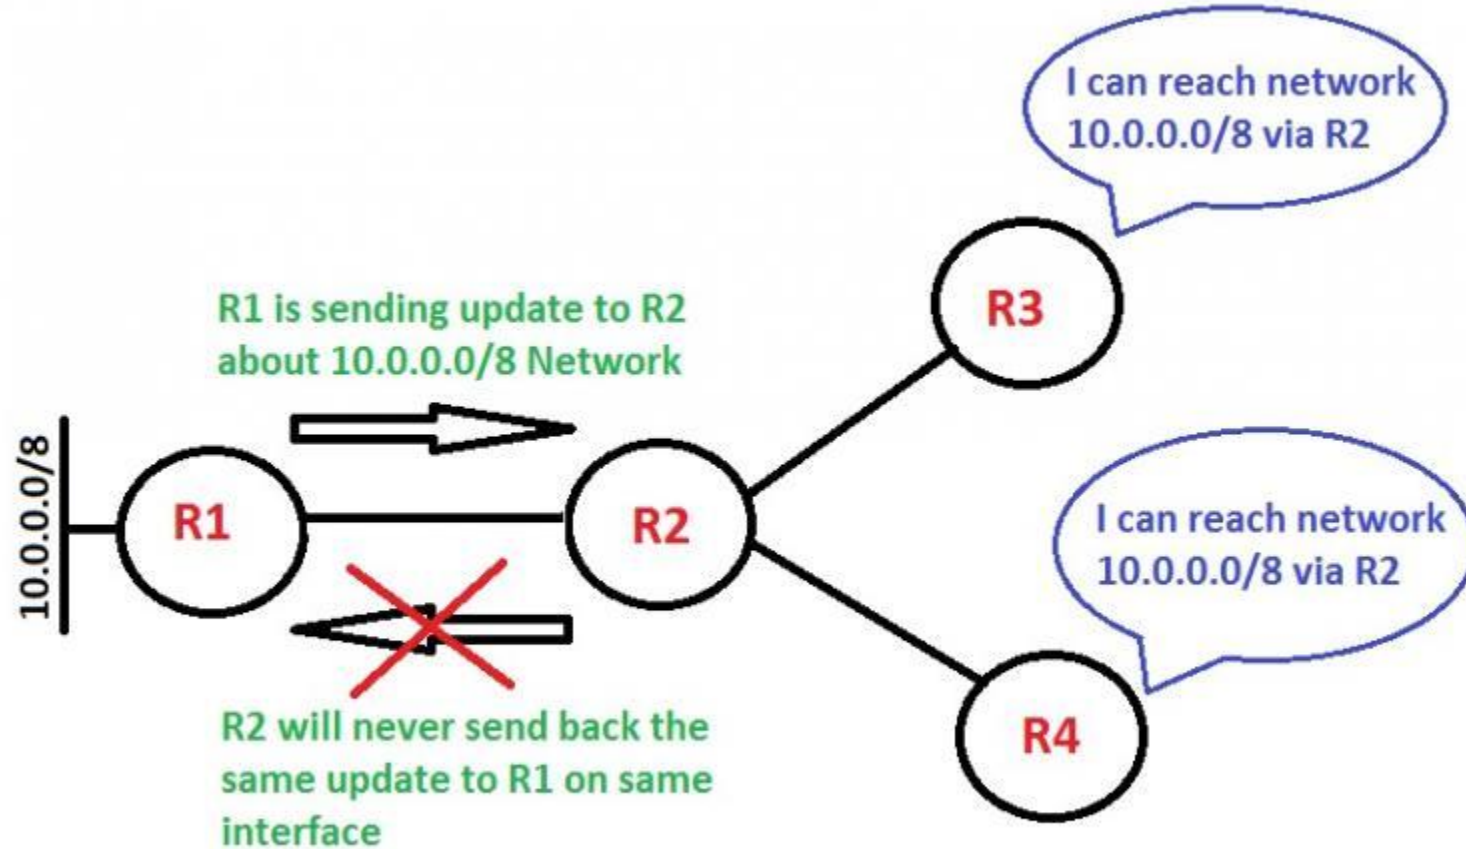 I can reach network
10.0.0.0/8 via R2
R3
R1 is sending update to R2
about 10.0.0.0/8 Network
10.0.0.0/8
R1
R2
I can reach network
10.0.0.0/8 via R2
R4
R2 will never send back the
same update to R1 on same
interface